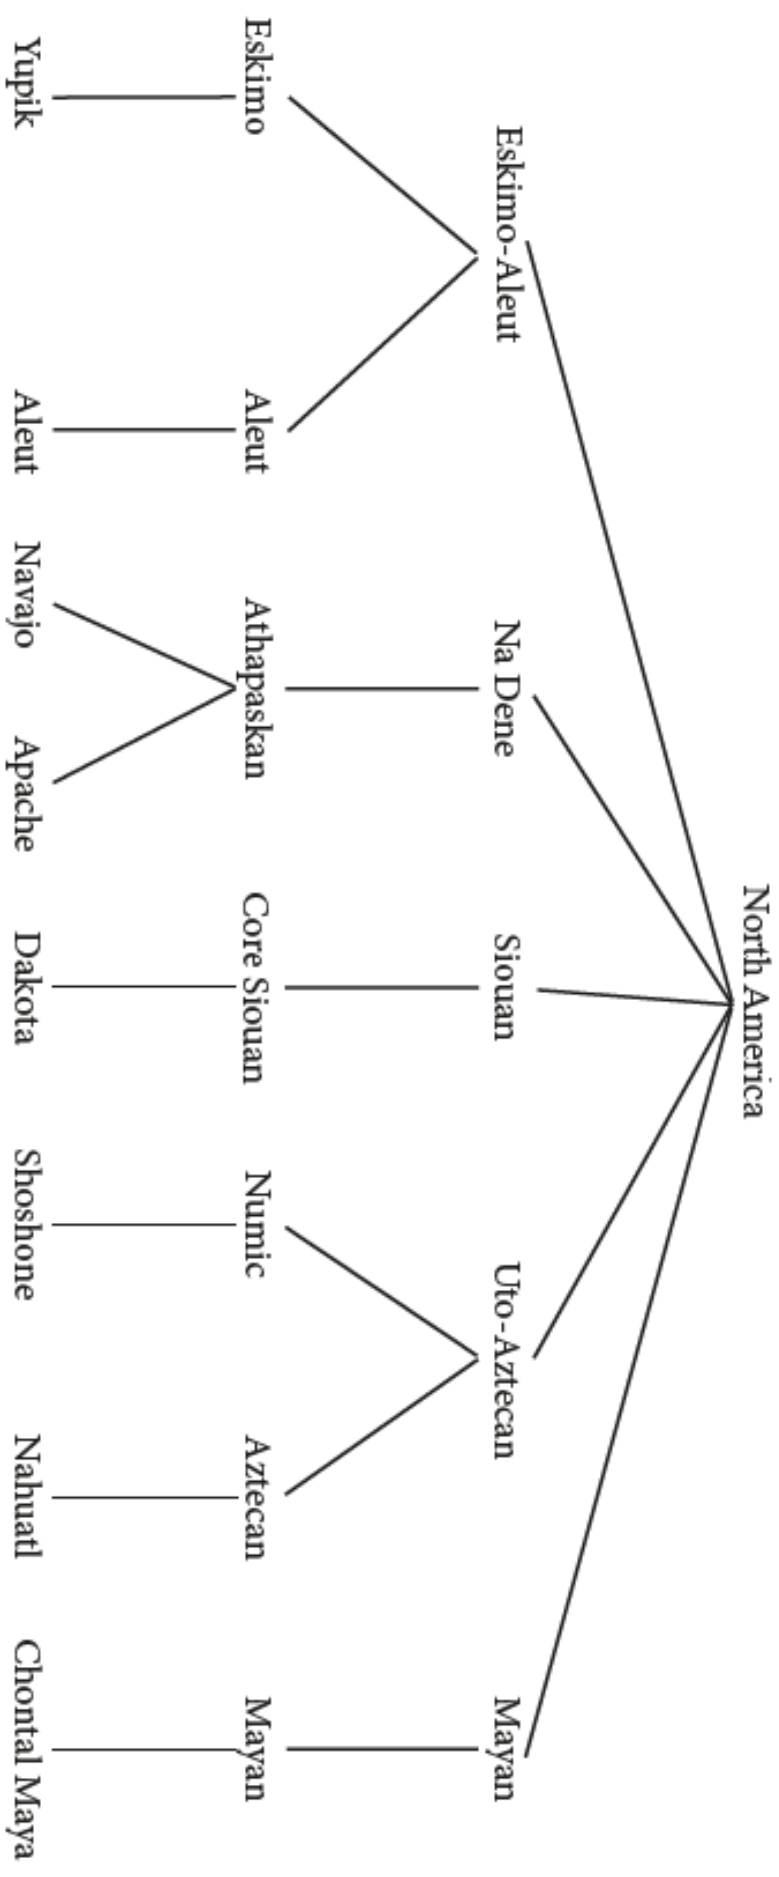 North America
Eskimo-Aleut
Na Dene
Siouan
Uto-Aztecan
Mayan
Eskimo
Aleut
Athapaskan
Core Siouan
Numic
Aztecan
Mayan
Yupik
Aleut
Navajo
Apache
Dakota
Shoshone
Nahuatl
Chontal Maya